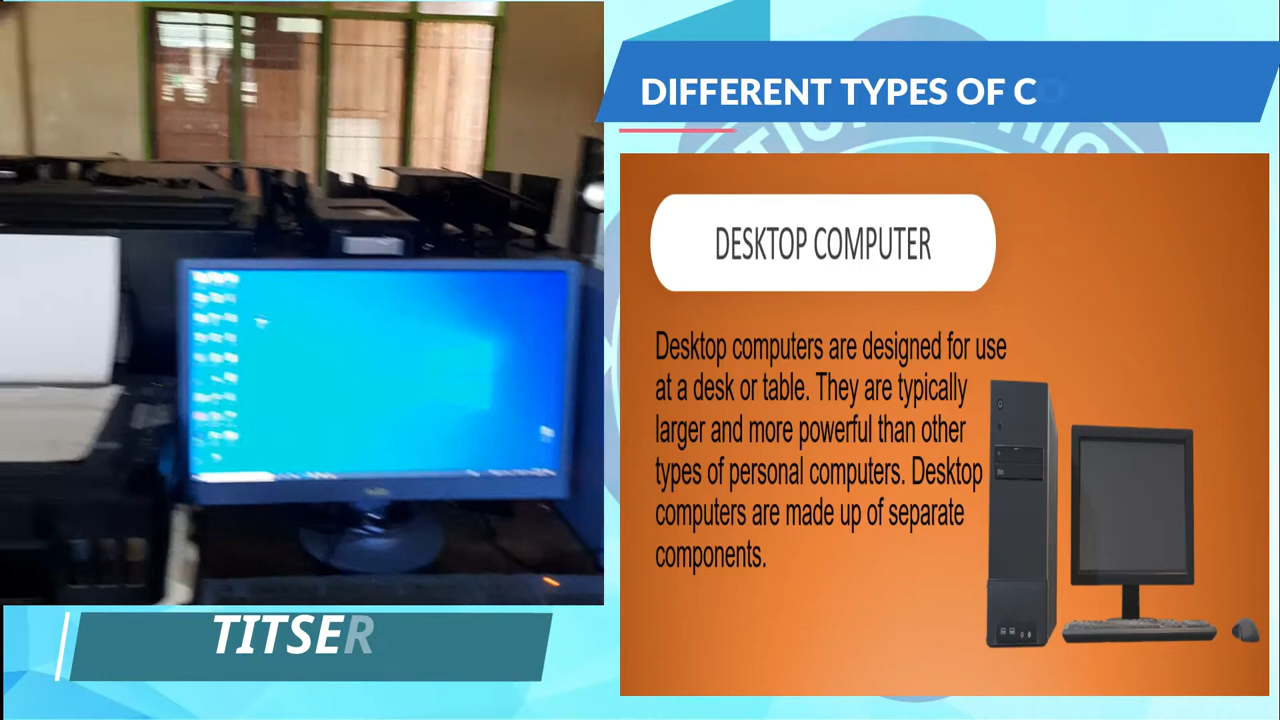 DIFFERENT TYPES OF CO
DESKTOP COMPUTER
Desktop computers are designed for use
at a desk or table. They are typically
larger and more powerful than other
types of personal computers. Desktop
computers are made up of separate
components.
TITSER